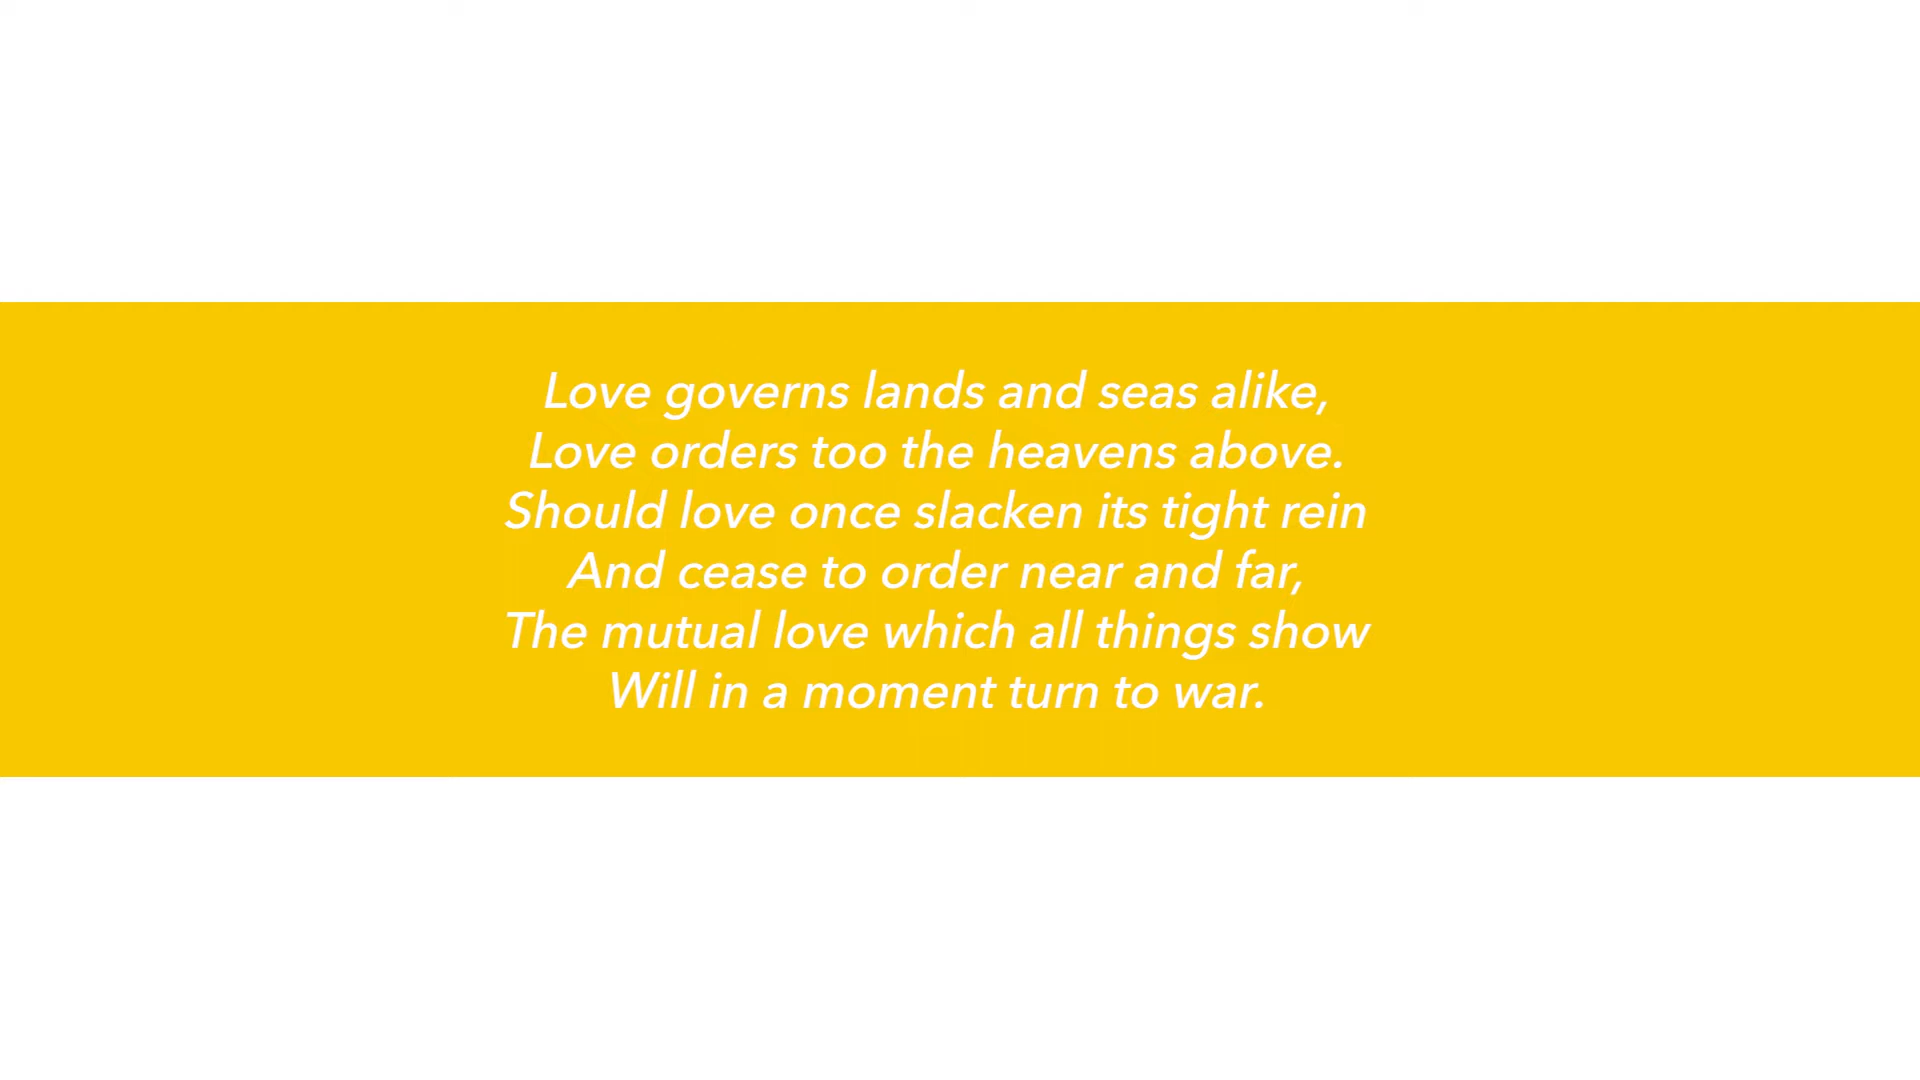 Love governs lands and seas alike,
Love orders too the heavens above.
Should love once slacken its tight rein
And cease to order near and far,
The mutual love which all things show
Will in a moment turn to war.